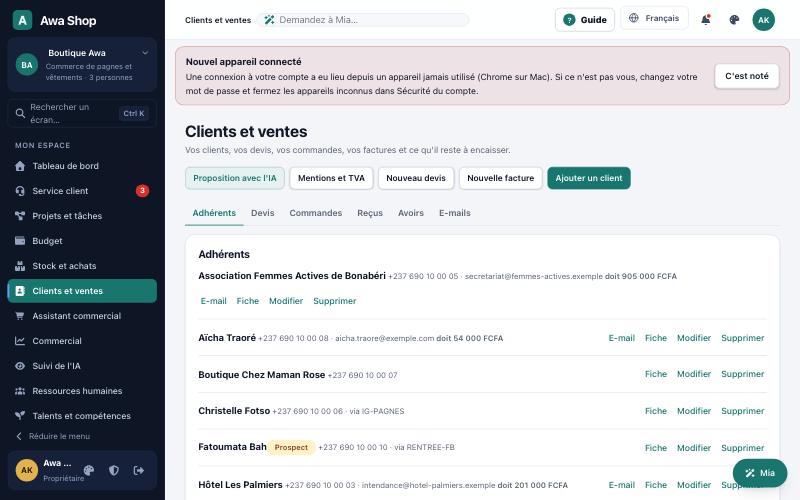 Awa Shop
BA
Boutique Awa
Commerce de pagnes et
vêtements · 3 personnes
Rechercher un
écran...
Ctrl K
MON ESPACE
Tableau de bord
Service client
3
Projets et tâches
Budget
Stock et achats
Clients et ventes
Assistant commercial
Commercial
Suivi de l'IA
Ressources humaines
Talents et compétences
Réduire le menu
AK
Awa ...
Propriétaire
Clients et ventes
Demandez à Mia...
? Guide
Français
AK
Nouvel appareil connecté
Une connexion à votre compte a eu lieu depuis un appareil jamais utilisé (Chrome sur Mac). Si ce n'est pas vous, changez votre
mot de passe et fermez les appareils inconnus dans Sécurité du compte.
C'est noté
Clients et ventes
Vos clients, vos devis, vos commandes, vos factures et ce qu'il reste à encaisser.
Proposition avec l'IA
Mentions et TVA
Nouveau devis
Nouvelle facture
Ajouter un client
Adhérents
Devis
Commandes
Reçus
Avoirs
E-mails
Adhérents
Association Femmes Actives de Bonabéri +237 690 10 00 05 · secretariat@femmes-actives.exemple doit 905 000 FCFA
E-mail Fiche Modifier Supprimer
Aïcha Traoré +237 690 10 00 08 · aicha.traore@exemple.com doit 54 000 FCFA E-mail Fiche Modifier Supprimer
Boutique Chez Maman Rose +237 690 10 00 07 Fiche Modifier Supprimer
Christelle Fotso +237 690 10 00 06 · via IG-PAGNES Fiche Modifier Supprimer
Fatoumata Bah Prospect +237 690 10 00 10 · via RENTREE-FB Fiche Modifier Supprimer
Hôtel Les Palmiers +237 690 10 00 03 · intendance@hotel-palmiers.exemple doit 201 000 FCFA E-mail Fiche Modifier Supprimer
Mia